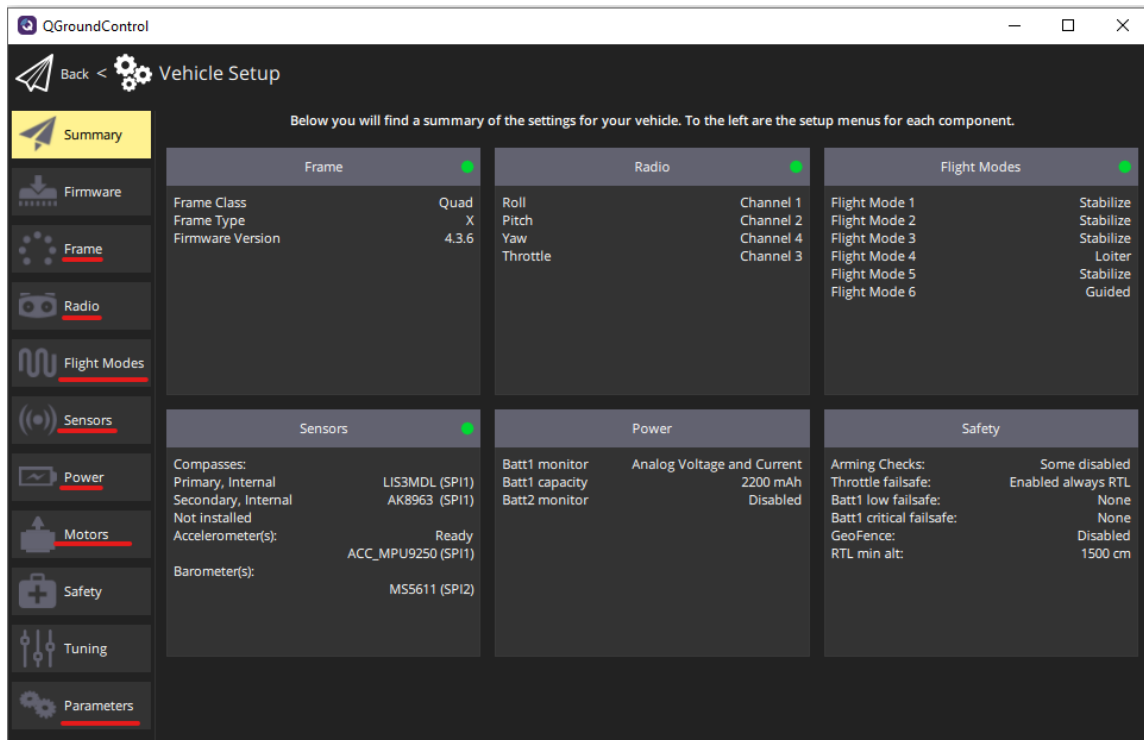 QGroundControl
Back < Vehicle Setup
Below you will find a summary of the settings for your vehicle. To the left are the setup menus for each component.
Summary
Firmware
Frame
Radio
Flight Modes
Sensors
Power
Motors
Safety
Tuning
Parameters
Frame
Frame Class Quad
Frame Type X
Firmware Version 4.3.6
Radio
Roll Channel 1
Pitch Channel 2
Yaw Channel 4
Throttle Channel 3
Flight Modes
Flight Mode 1 Stabilize
Flight Mode 2 Stabilize
Flight Mode 3 Stabilize
Flight Mode 4 Loiter
Flight Mode 5 Stabilize
Flight Mode 6 Guided
Sensors
Compasses:
Primary, Internal LIS3MDL (SPI1)
Secondary, Internal AK8963 (SPI1)
Not installed
Accelerometer(s): Ready
ACC_MPU9250 (SPI1)
Barometer(s):
MS5611 (SPI2)
Power
Batt1 monitor Analog Voltage and Current
Batt1 capacity 2200 mAh
Batt2 monitor Disabled
Safety
Arming Checks: Some disabled
Throttle failsafe: Enabled always RTL
Batt1 low failsafe: None
Batt1 critical failsafe: None
GeoFence: Disabled
RTL min alt: 1500 cm